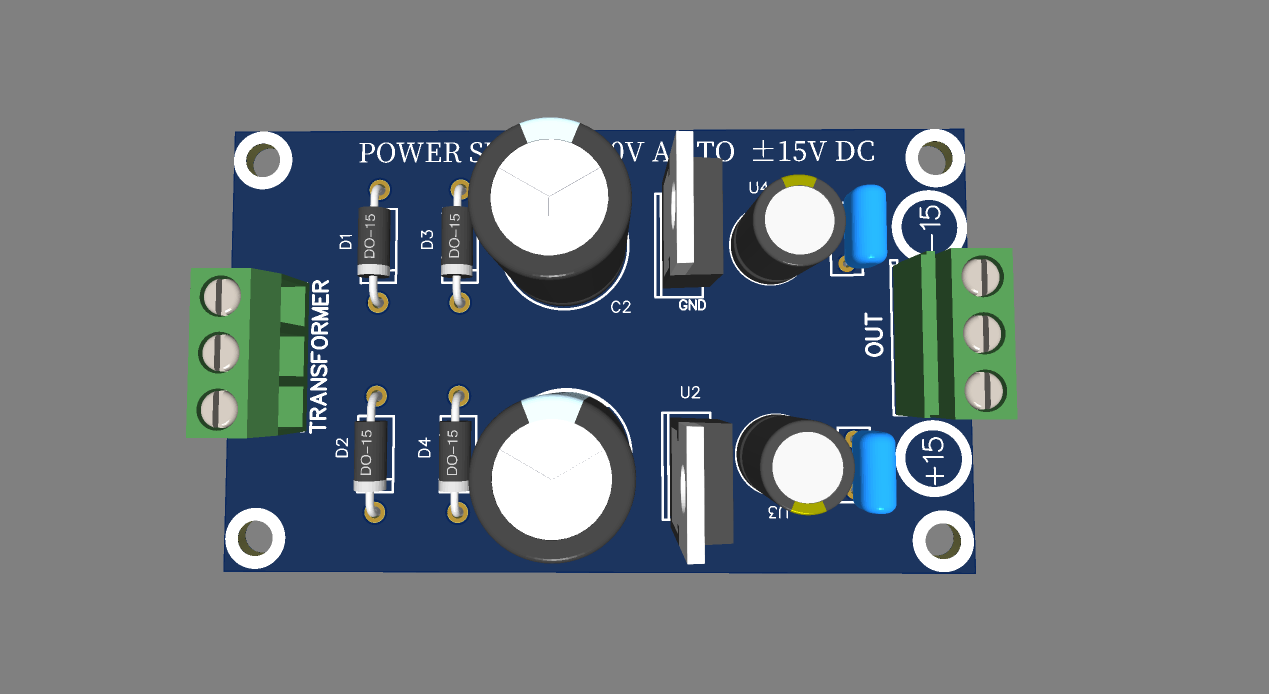 POWER S 0V A TO ±15V DC
D1
DO-15
D3
DO-15
U4
-15
C2
GND
TRANSFORMER
OUT
U2
D2
DO-15
D4
DO-15
U3
+15